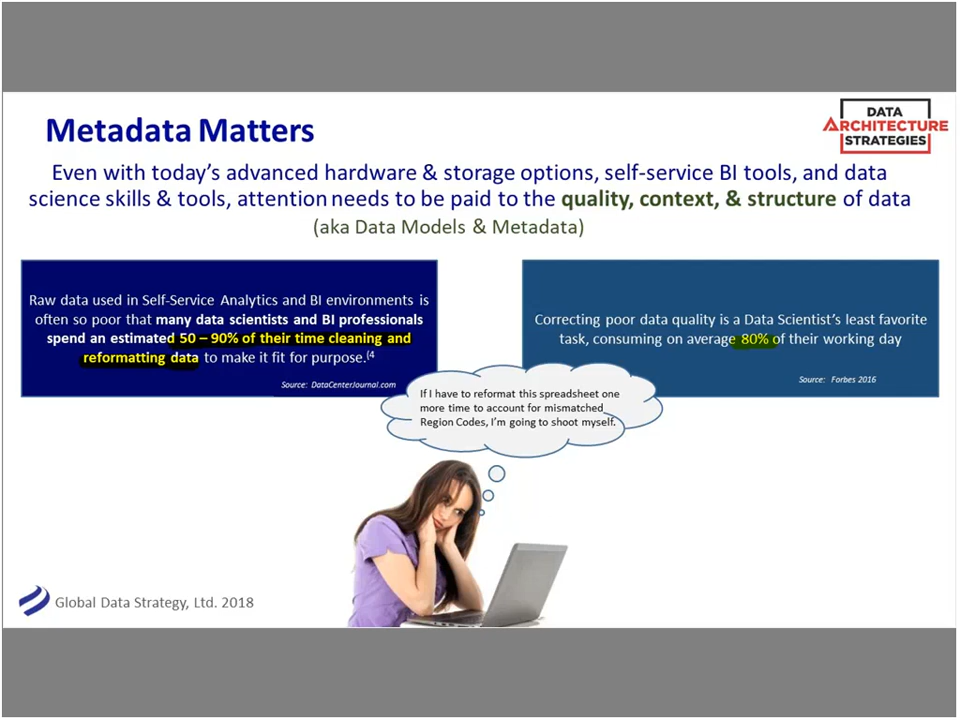 Metadata Matters
DATA
ARCHITECTURE
STRATEGIES
Even with today's advanced hardware & storage options, self-service BI tools, and data
science skills & tools, attention needs to be paid to the quality, context, & structure of data
(aka Data Models & Metadata)
Raw data used in Self-Service Analytics and BI environments is
often so poor that many data scientists and BI professionals
spend an estimated 50 – 90% of their time cleaning and
reformatting data to make it fit for purpose.(4
Source: DataCenterJournal.com
Correcting poor data quality is a Data Scientist's least favorite
task, consuming on average 80% of their working day
Source: Forbes 2016
If I have to reformat this spreadsheet one
more time to account for mismatched
Region Codes, I'm going to shoot myself.
Global Data Strategy, Ltd. 2018